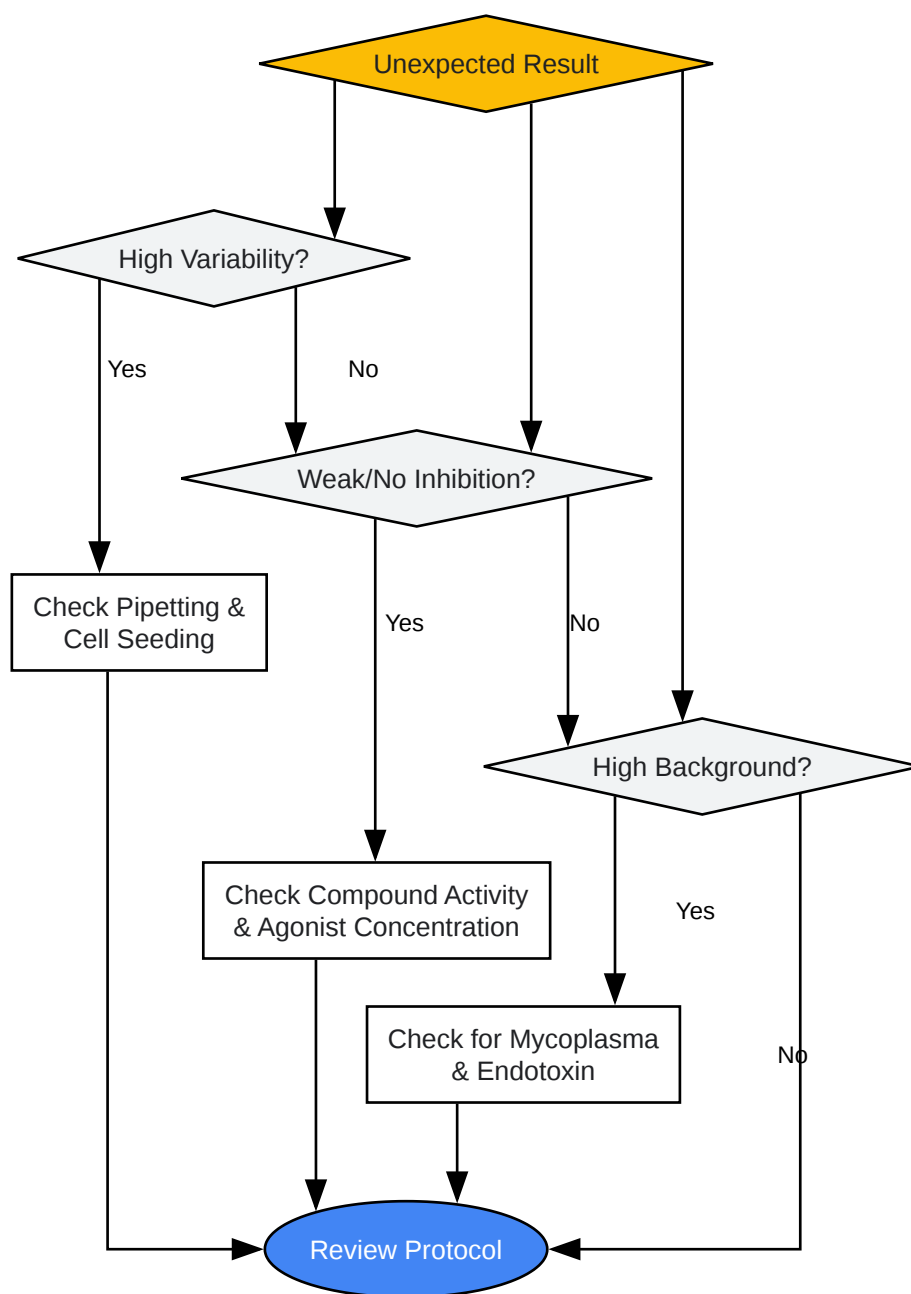 Unexpected Result
High Variability?
Yes
No
Weak/No Inhibition?
Check Pipetting &
Cell Seeding
Yes
No
High Background?
Check Compound Activity
& Agonist Concentration
Yes
Check for Mycoplasma
& Endotoxin
No
Review Protocol